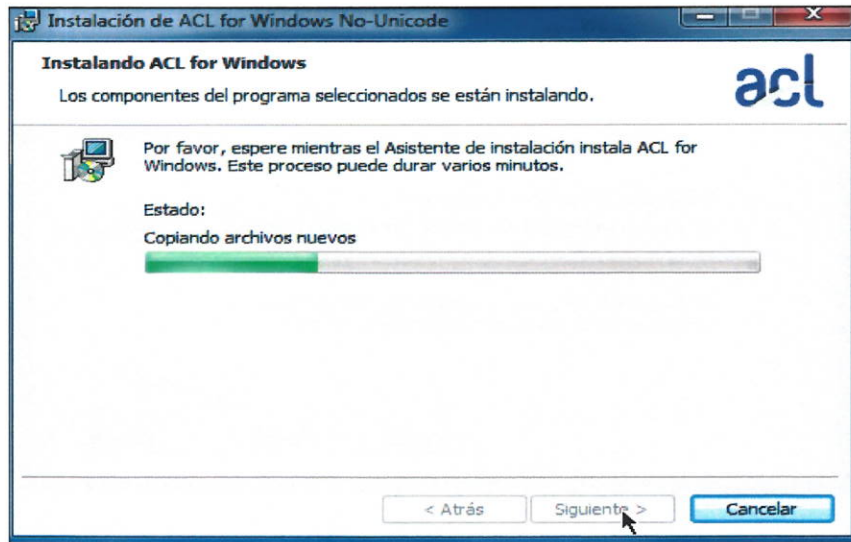 Instalación de ACL for Windows No-Unicode
Instalando ACL for Windows
Los componentes del programa seleccionados se están instalando.
acl
Por favor, espere mientras el Asistente de instalación instala ACL for
Windows. Este proceso puede durar varios minutos.
Estado:
Copiando archivos nuevos
< Atrás
Siguiente >
Cancelar